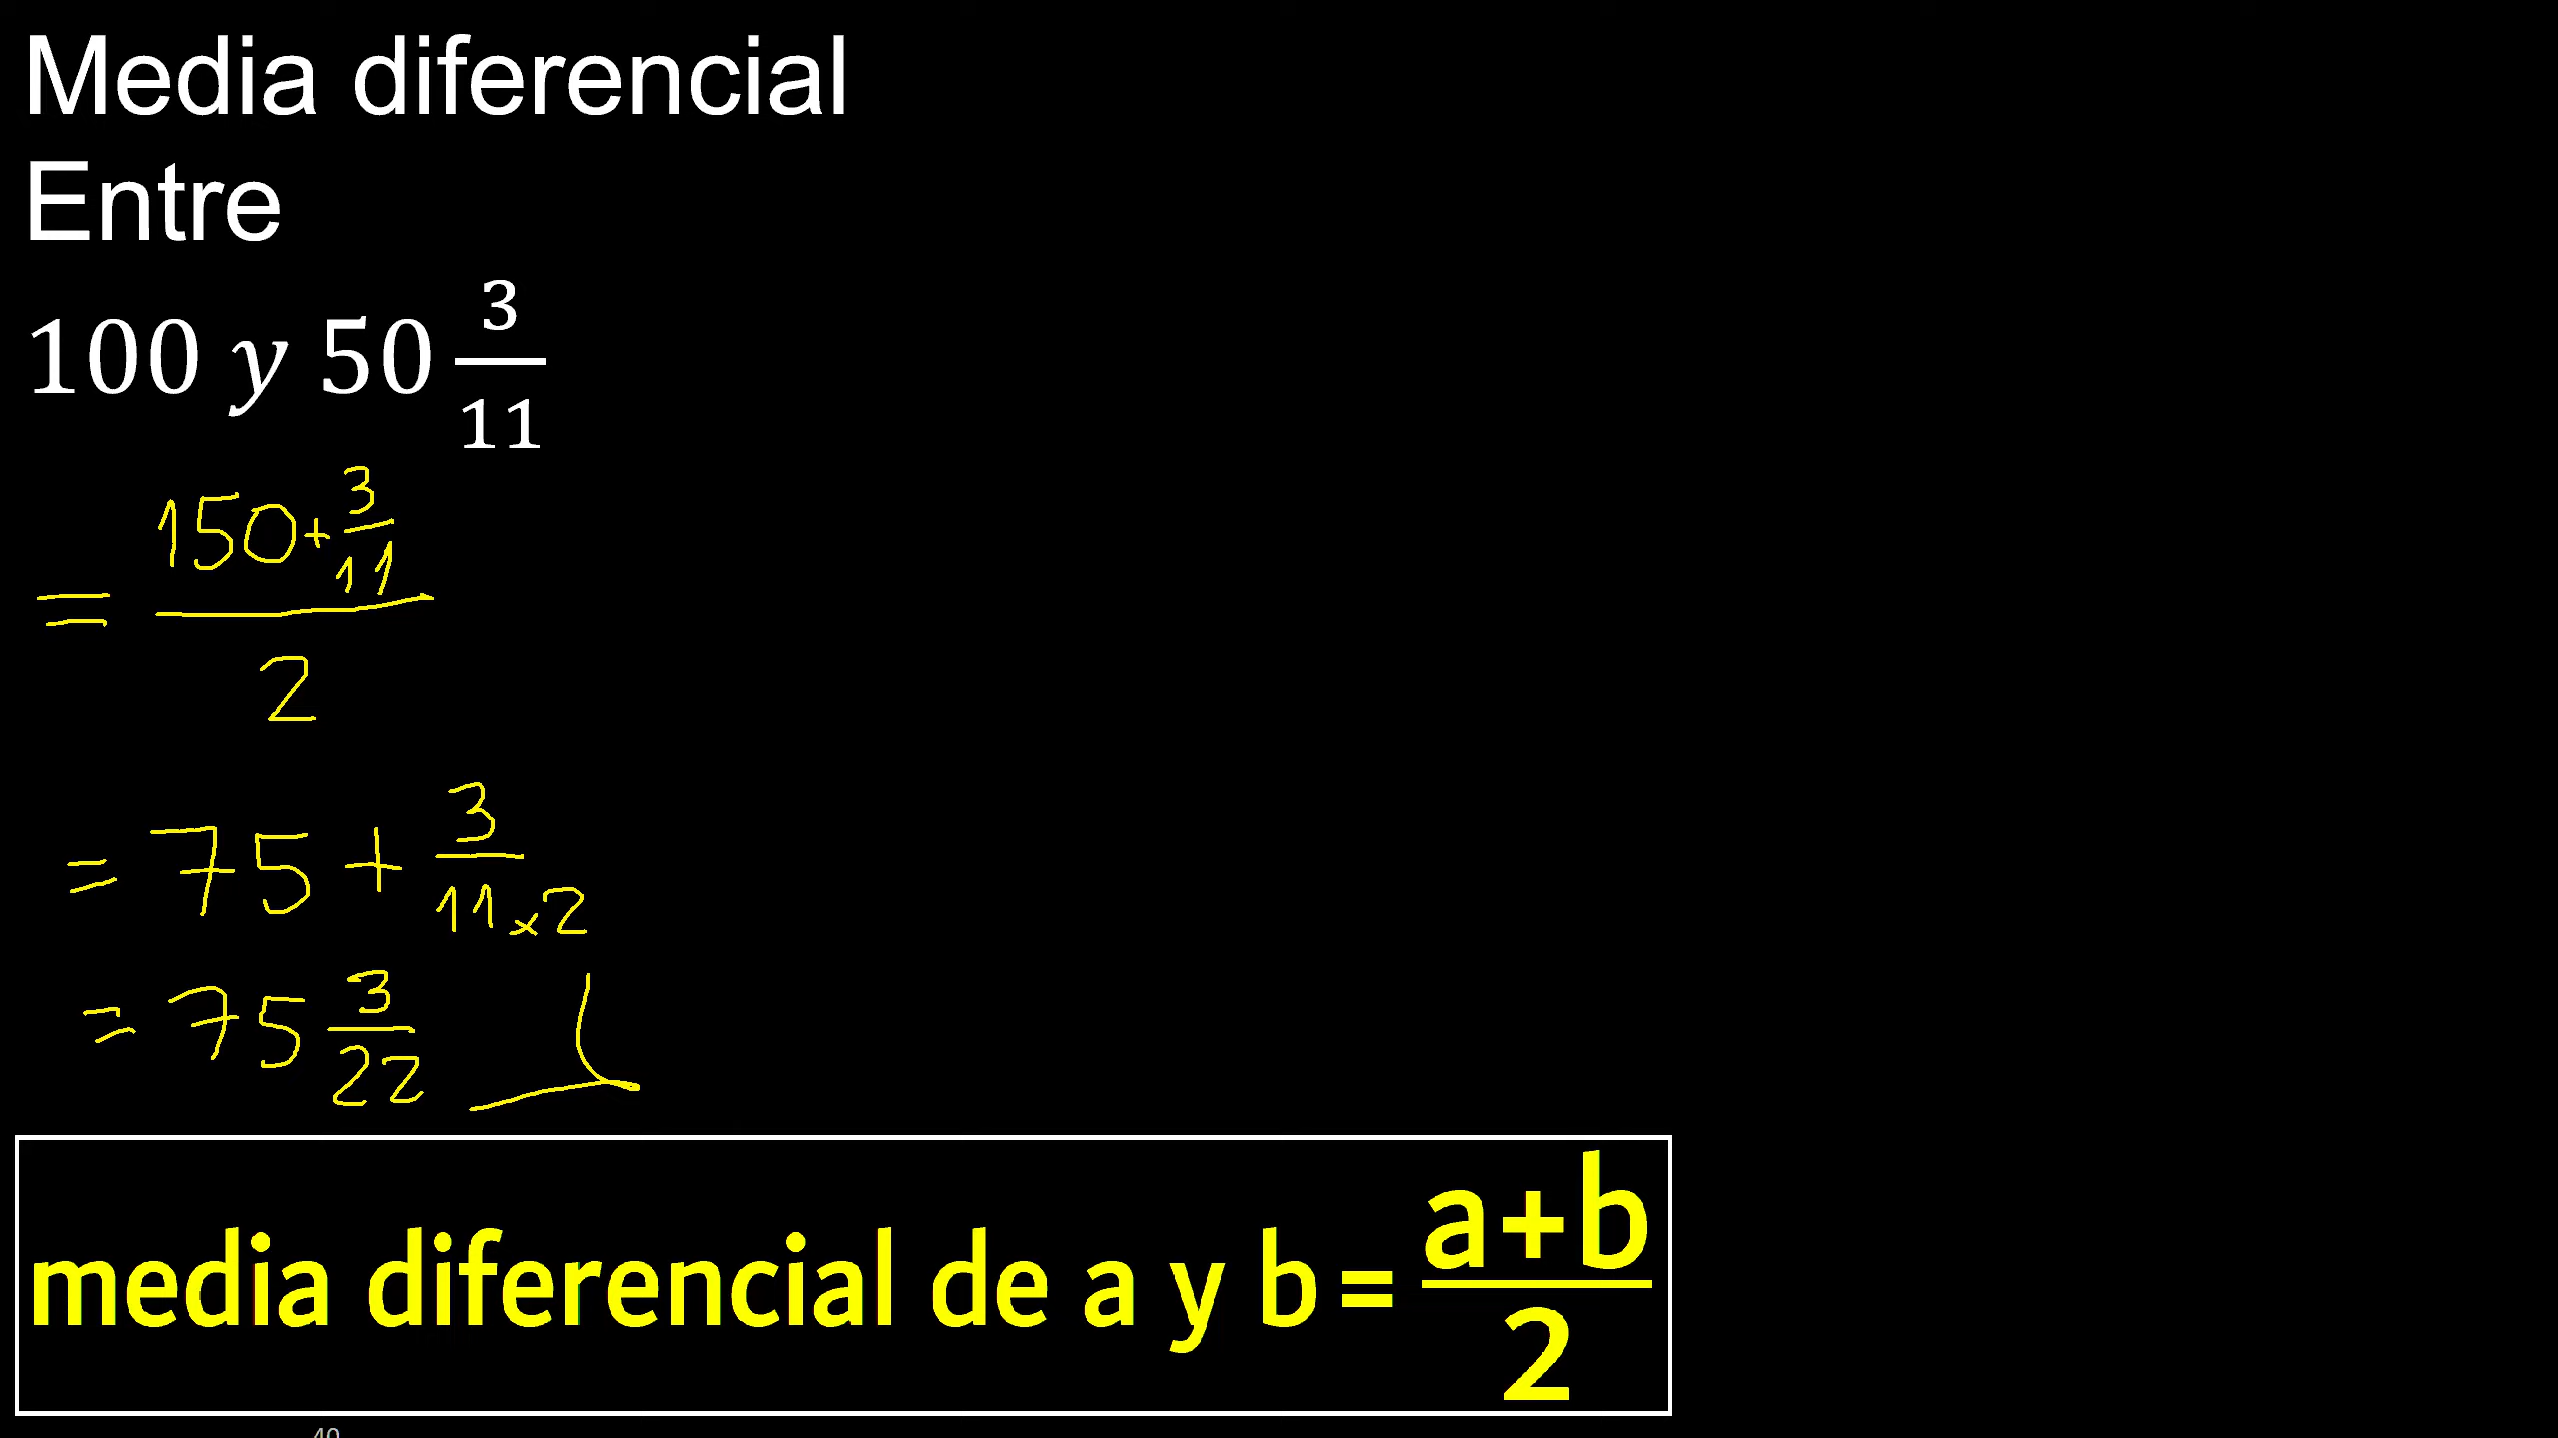 Media diferencial
Entre
100 y 50 3/11
= (150 + 3/11)/2
= 75 + 3/(11 x 2)
= 75 3/22
media diferencial de a y b = (a+b)/2